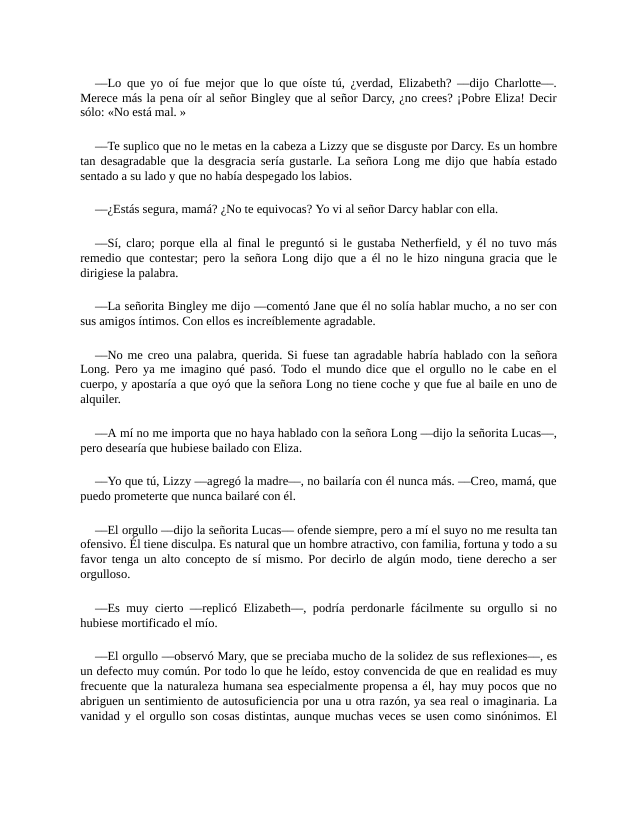 —Lo que yo oí fue mejor que lo que oíste tú, ¿verdad, Elizabeth? —dijo Charlotte—.
Merece más la pena oír al señor Bingley que al señor Darcy, ¿no crees? ¡Pobre Eliza! Decir
sólo: «No está mal. »
—Te suplico que no le metas en la cabeza a Lizzy que se disguste por Darcy. Es un hombre
tan desagradable que la desgracia sería gustarle. La señora Long me dijo que había estado
sentado a su lado y que no había despegado los labios.
—¿Estás segura, mamá? ¿No te equivocas? Yo vi al señor Darcy hablar con ella.
—Sí, claro; porque ella al final le preguntó si le gustaba Netherfield, y él no tuvo más
remedio que contestar; pero la señora Long dijo que a él no le hizo ninguna gracia que le
dirigiese la palabra.
—La señorita Bingley me dijo —comentó Jane que él no solía hablar mucho, a no ser con
sus amigos íntimos. Con ellos es increíblemente agradable.
—No me creo una palabra, querida. Si fuese tan agradable habría hablado con la señora
Long. Pero ya me imagino qué pasó. Todo el mundo dice que el orgullo no le cabe en el
cuerpo, y apostaría a que oyó que la señora Long no tiene coche y que fue al baile en uno de
alquiler.
—A mí no me importa que no haya hablado con la señora Long —dijo la señorita Lucas—,
pero desearía que hubiese bailado con Eliza.
—Yo que tú, Lizzy —agregó la madre—, no bailaría con él nunca más. —Creo, mamá, que
puedo prometerte que nunca bailaré con él.
—El orgullo —dijo la señorita Lucas— ofende siempre, pero a mí el suyo no me resulta tan
ofensivo. Él tiene disculpa. Es natural que un hombre atractivo, con familia, fortuna y todo a su
favor tenga un alto concepto de sí mismo. Por decirlo de algún modo, tiene derecho a ser
orgulloso.
—Es muy cierto —replicó Elizabeth—, podría perdonarle fácilmente su orgullo si no
hubiese mortificado el mío.
—El orgullo —observó Mary, que se preciaba mucho de la solidez de sus reflexiones—, es
un defecto muy común. Por todo lo que he leído, estoy convencida de que en realidad es muy
frecuente que la naturaleza humana sea especialmente propensa a él, hay muy pocos que no
abriguen un sentimiento de autosuficiencia por una u otra razón, ya sea real o imaginaria. La
vanidad y el orgullo son cosas distintas, aunque muchas veces se usen como sinónimos. El